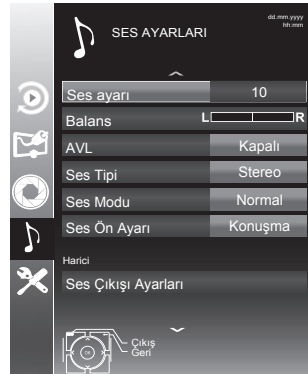 SES AYARLARI
dd.mm.yyyy
hh:mm
Ses ayarı 10
Balans L R
AVL Kapalı
Ses Tipi Stereo
Ses Modu Normal
Ses Ön Ayarı Konuşma
Harici
Ses Çıkışı Ayarları
Çıkış
Geri
OK